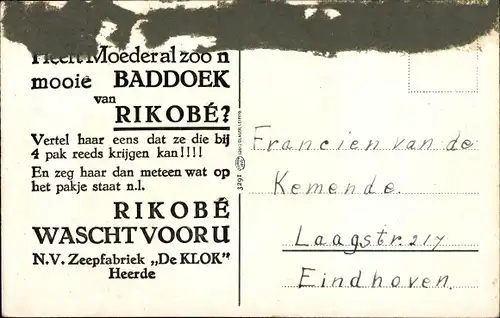 Heeft Moeder al zoo'n
mooie BADDOEK
van
RIKOBÉ?
Vertel haar eens dat ze die bij
4 pak reeds krijgen kan!!!!
En zeg haar dan meteen wat op
het pakje staat n.l.
RIKOBÉ
WASCHT VOOR U
N.V. Zeepfabriek „De KLOK"
Heerde
3291
Francien van de
Kemende.
Laagstr. 217
Eindhoven.